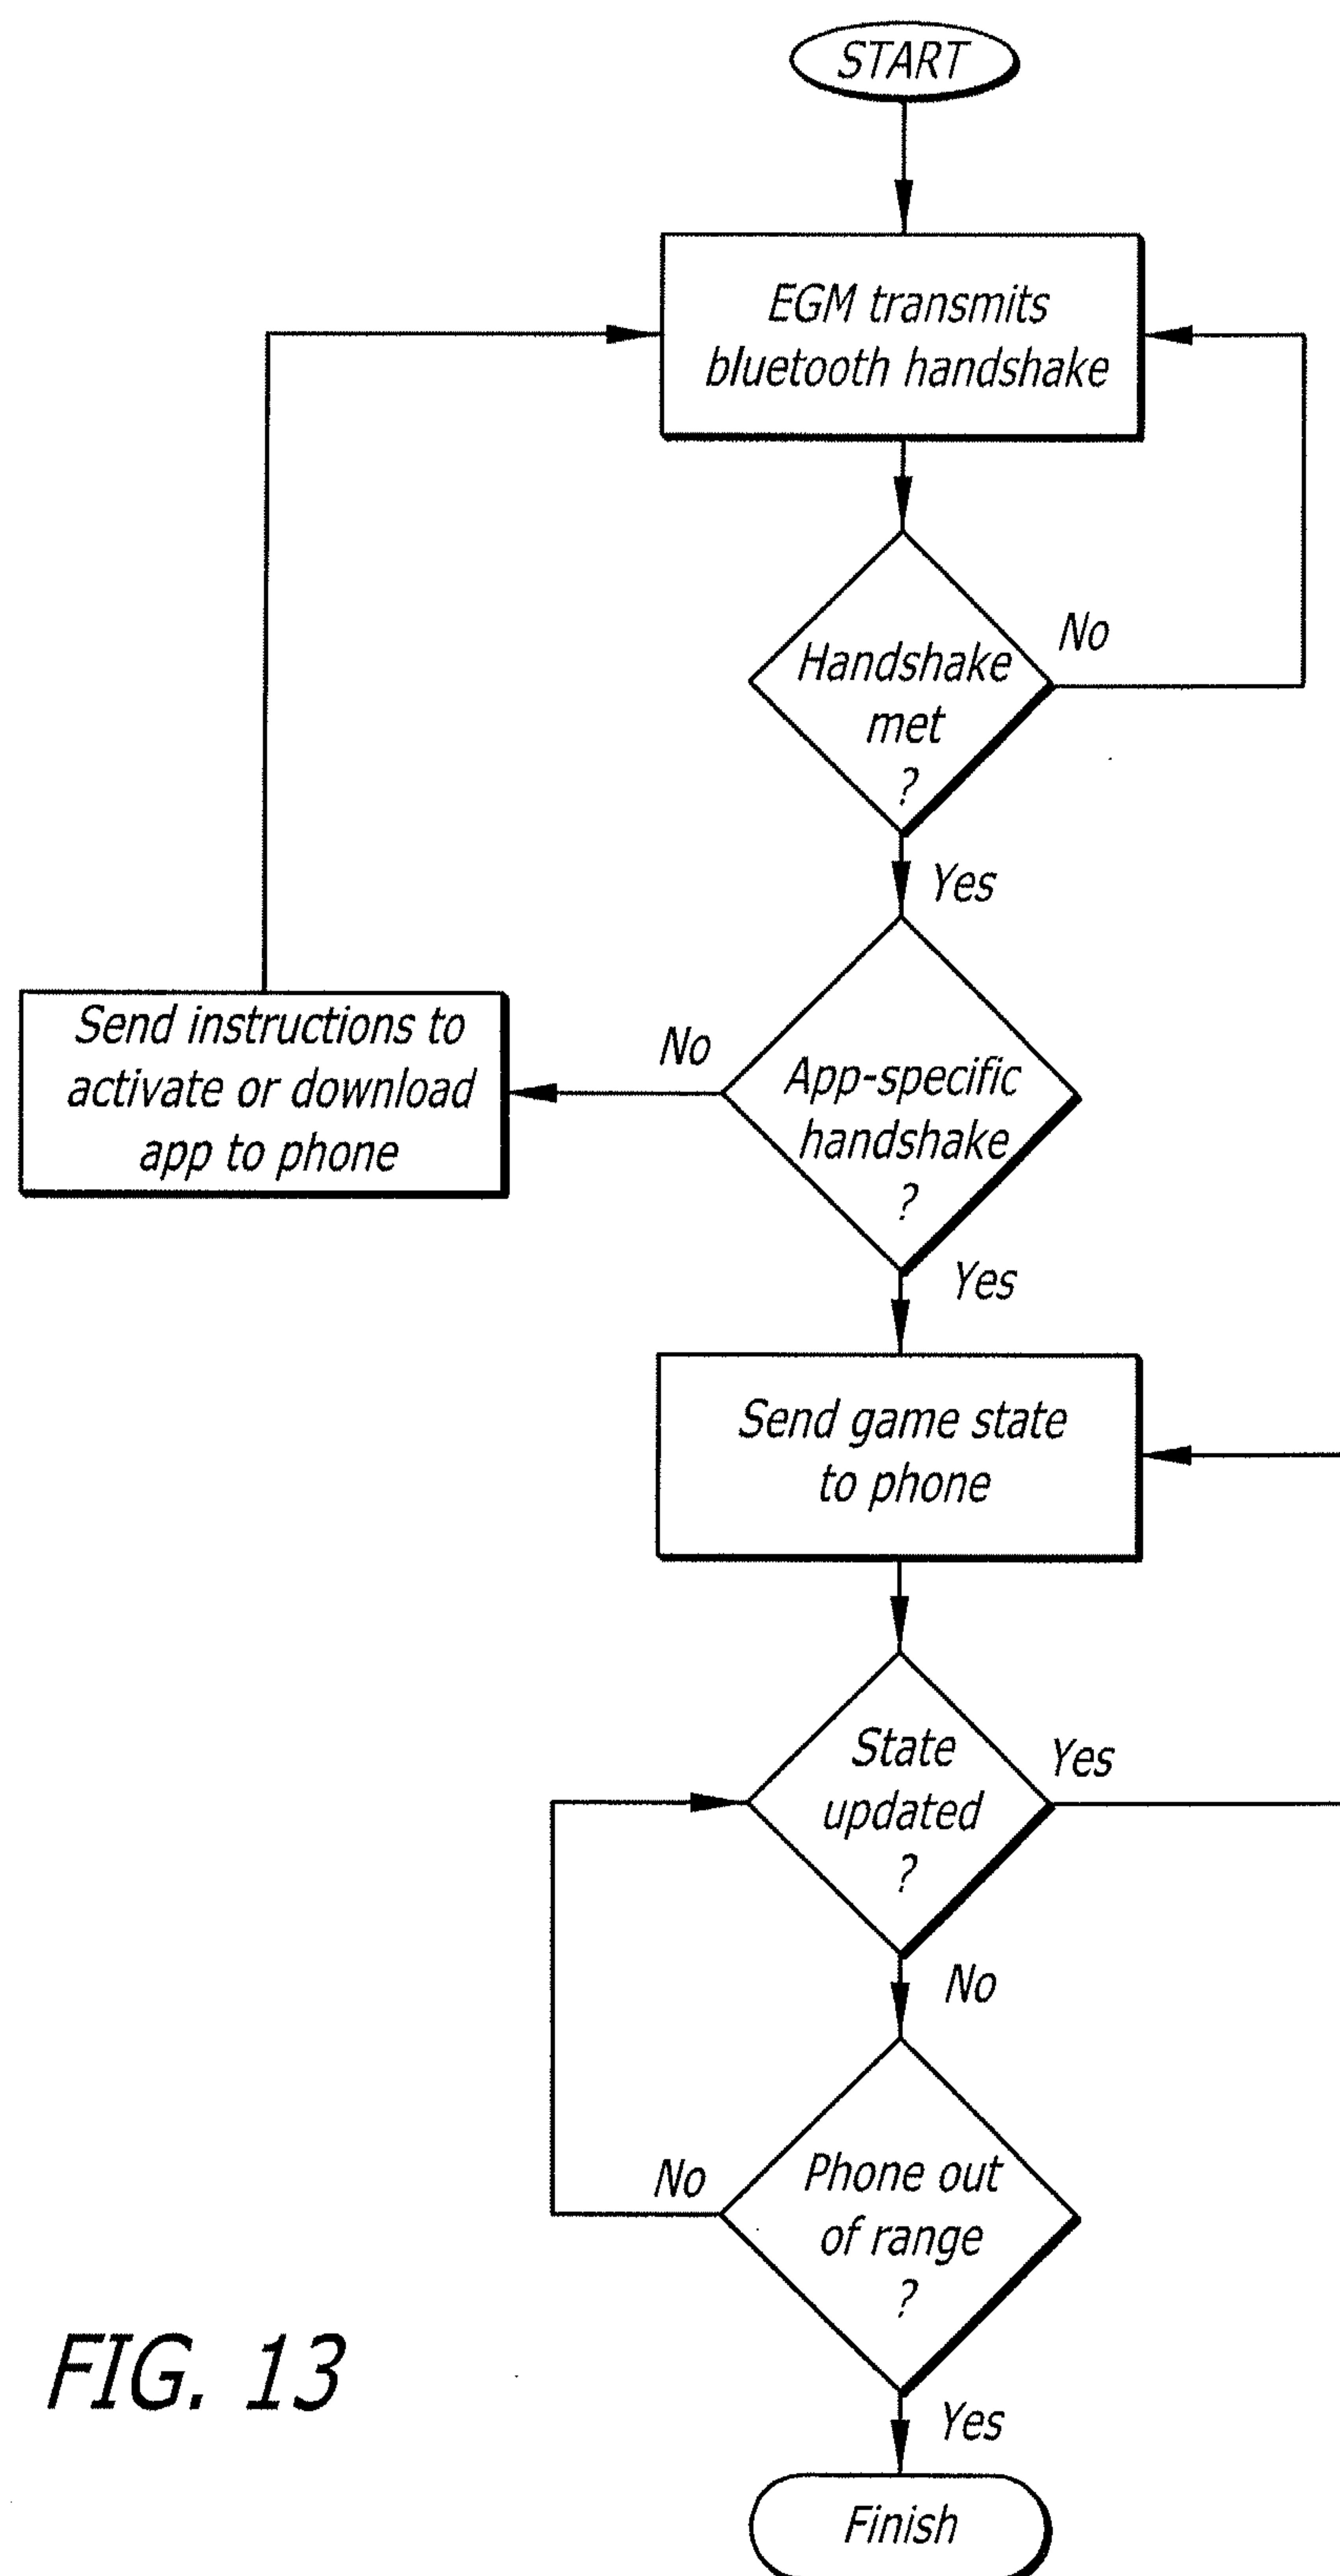 START
EGM transmits
bluetooth handshake
No
Handshake
met
?
Yes
Send instructions to
activate or download
app to phone
No
App-specific
handshake
?
Yes
Send game state
to phone
State
updated
?
Yes
No
No
Phone out
of range
?
Yes
Finish
FIG. 13